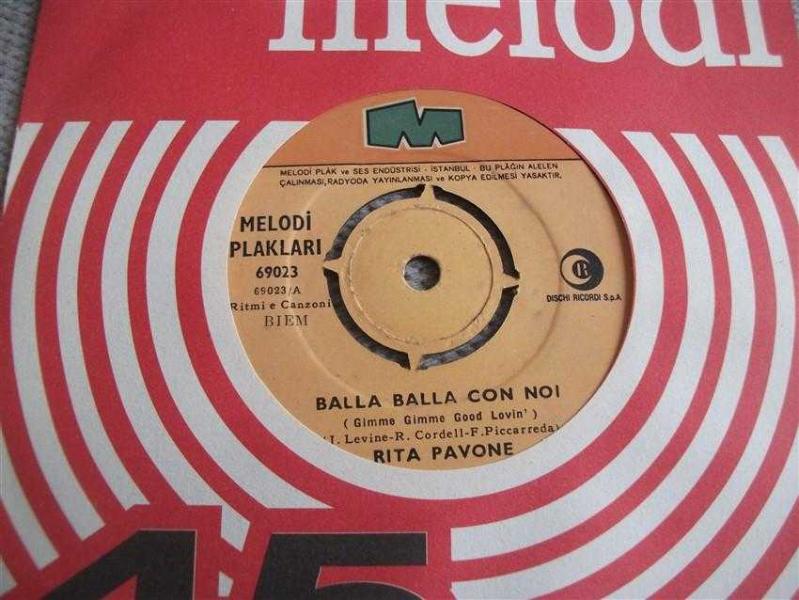 melodi
M
MELODİ PLÂK ve SES ENDÜSTRİSİ - İSTANBUL - BU PLÂĞIN ALELEN
ÇALINMASI, RADYODA YAYINLANMASI ve KOPYA EDİLMESİ YASAKTIR.
MELODİ
PLAKLARI
69023
69023/A
Ritmi e Canzoni
BIEM
CR
DISCHI RICORDI S.p.A
BALLA BALLA CON NOI
(Gimme Gimme Good Lovin')
(J. Levine-R. Cordell-F.Piccarreda)
RITA PAVONE
45